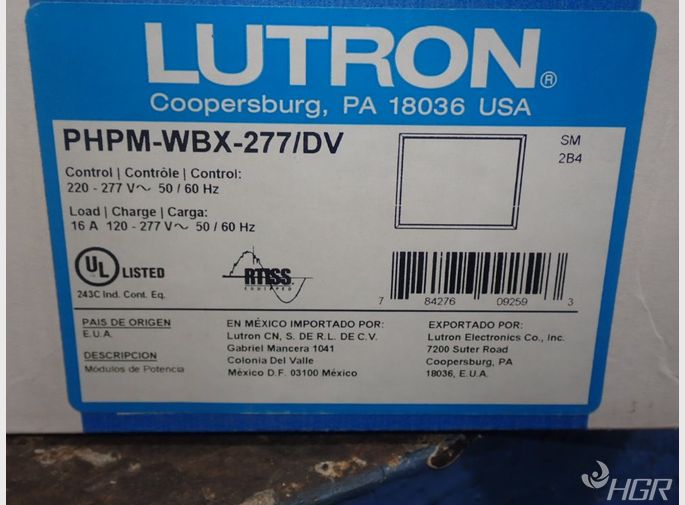 LUTRON®
Coopersburg, PA 18036 USA
PHPM-WBX-277/DV
SM
2B4
Control | Contrôle | Control:
220 - 277 V～ 50 / 60 Hz
Load | Charge | Carga:
16 A 120 - 277 V～ 50 / 60 Hz
UL LISTED
243C Ind. Cont. Eq.
RTISS
EQUIPPED
7 84276 09259 3
PAIS DE ORIGEN
E.U.A.
DESCRIPCION
Módulos de Potencia
EN MÉXICO IMPORTADO POR:
Lutron CN, S. DE R.L. DE C.V.
Gabriel Mancera 1041
Colonia Del Valle
México D.F. 03100 México
EXPORTADO POR:
Lutron Electronics Co., Inc.
7200 Suter Road
Coopersburg, PA
18036, E.U.A.
HGR